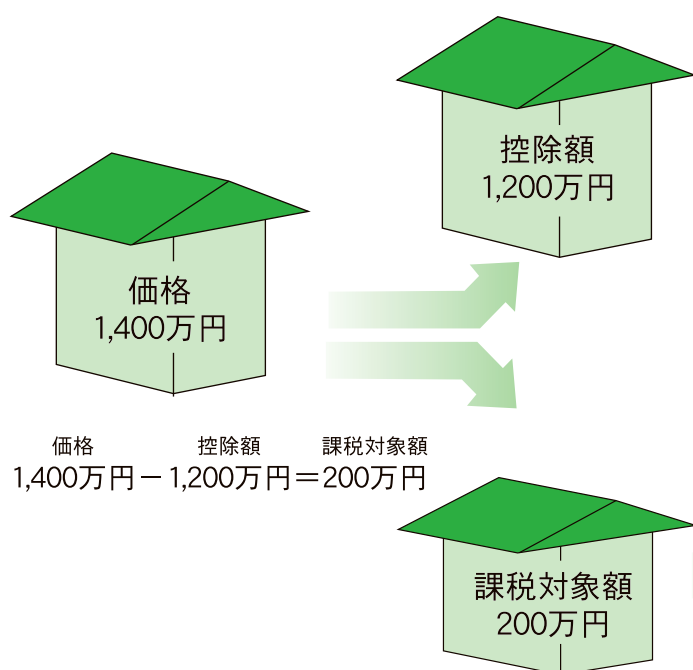 控除額
1,200万円
価格
1,400万円
価格 控除額 課税対象額
1,400万円－1,200万円＝200万円
課税対象額
200万円